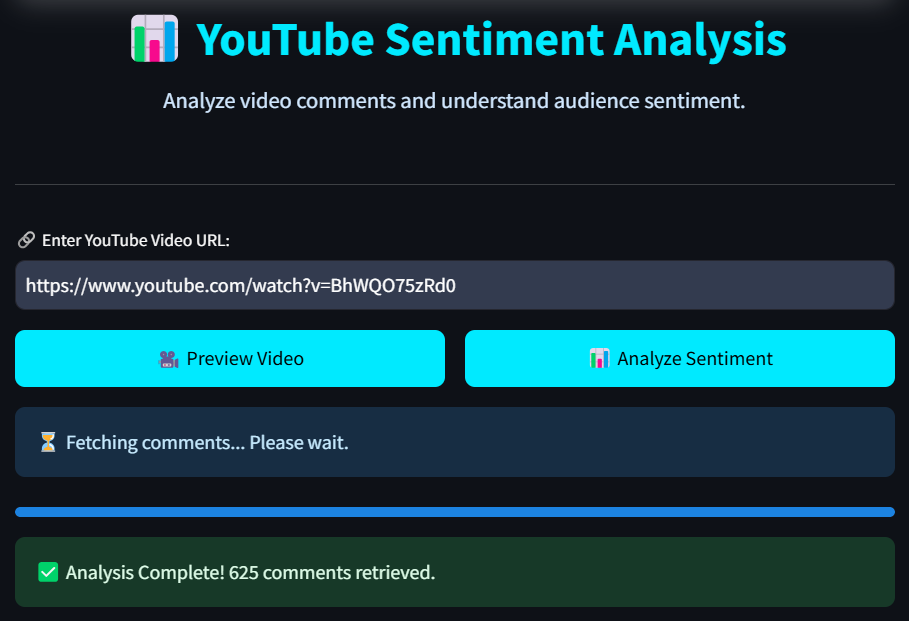 YouTube Sentiment Analysis
Analyze video comments and understand audience sentiment.
Enter YouTube Video URL:
https://www.youtube.com/watch?v=BhWQO75zRd0
Preview Video
Analyze Sentiment
Fetching comments... Please wait.
Analysis Complete! 625 comments retrieved.